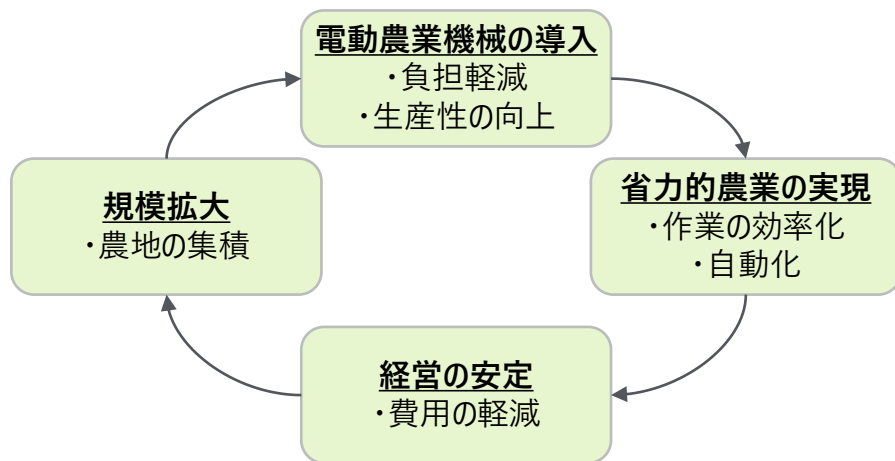 電動農業機械の導入
・負担軽減
・生産性の向上
省力的農業の実現
・作業の効率化
・自動化
経営の安定
・費用の軽減
規模拡大
・農地の集積